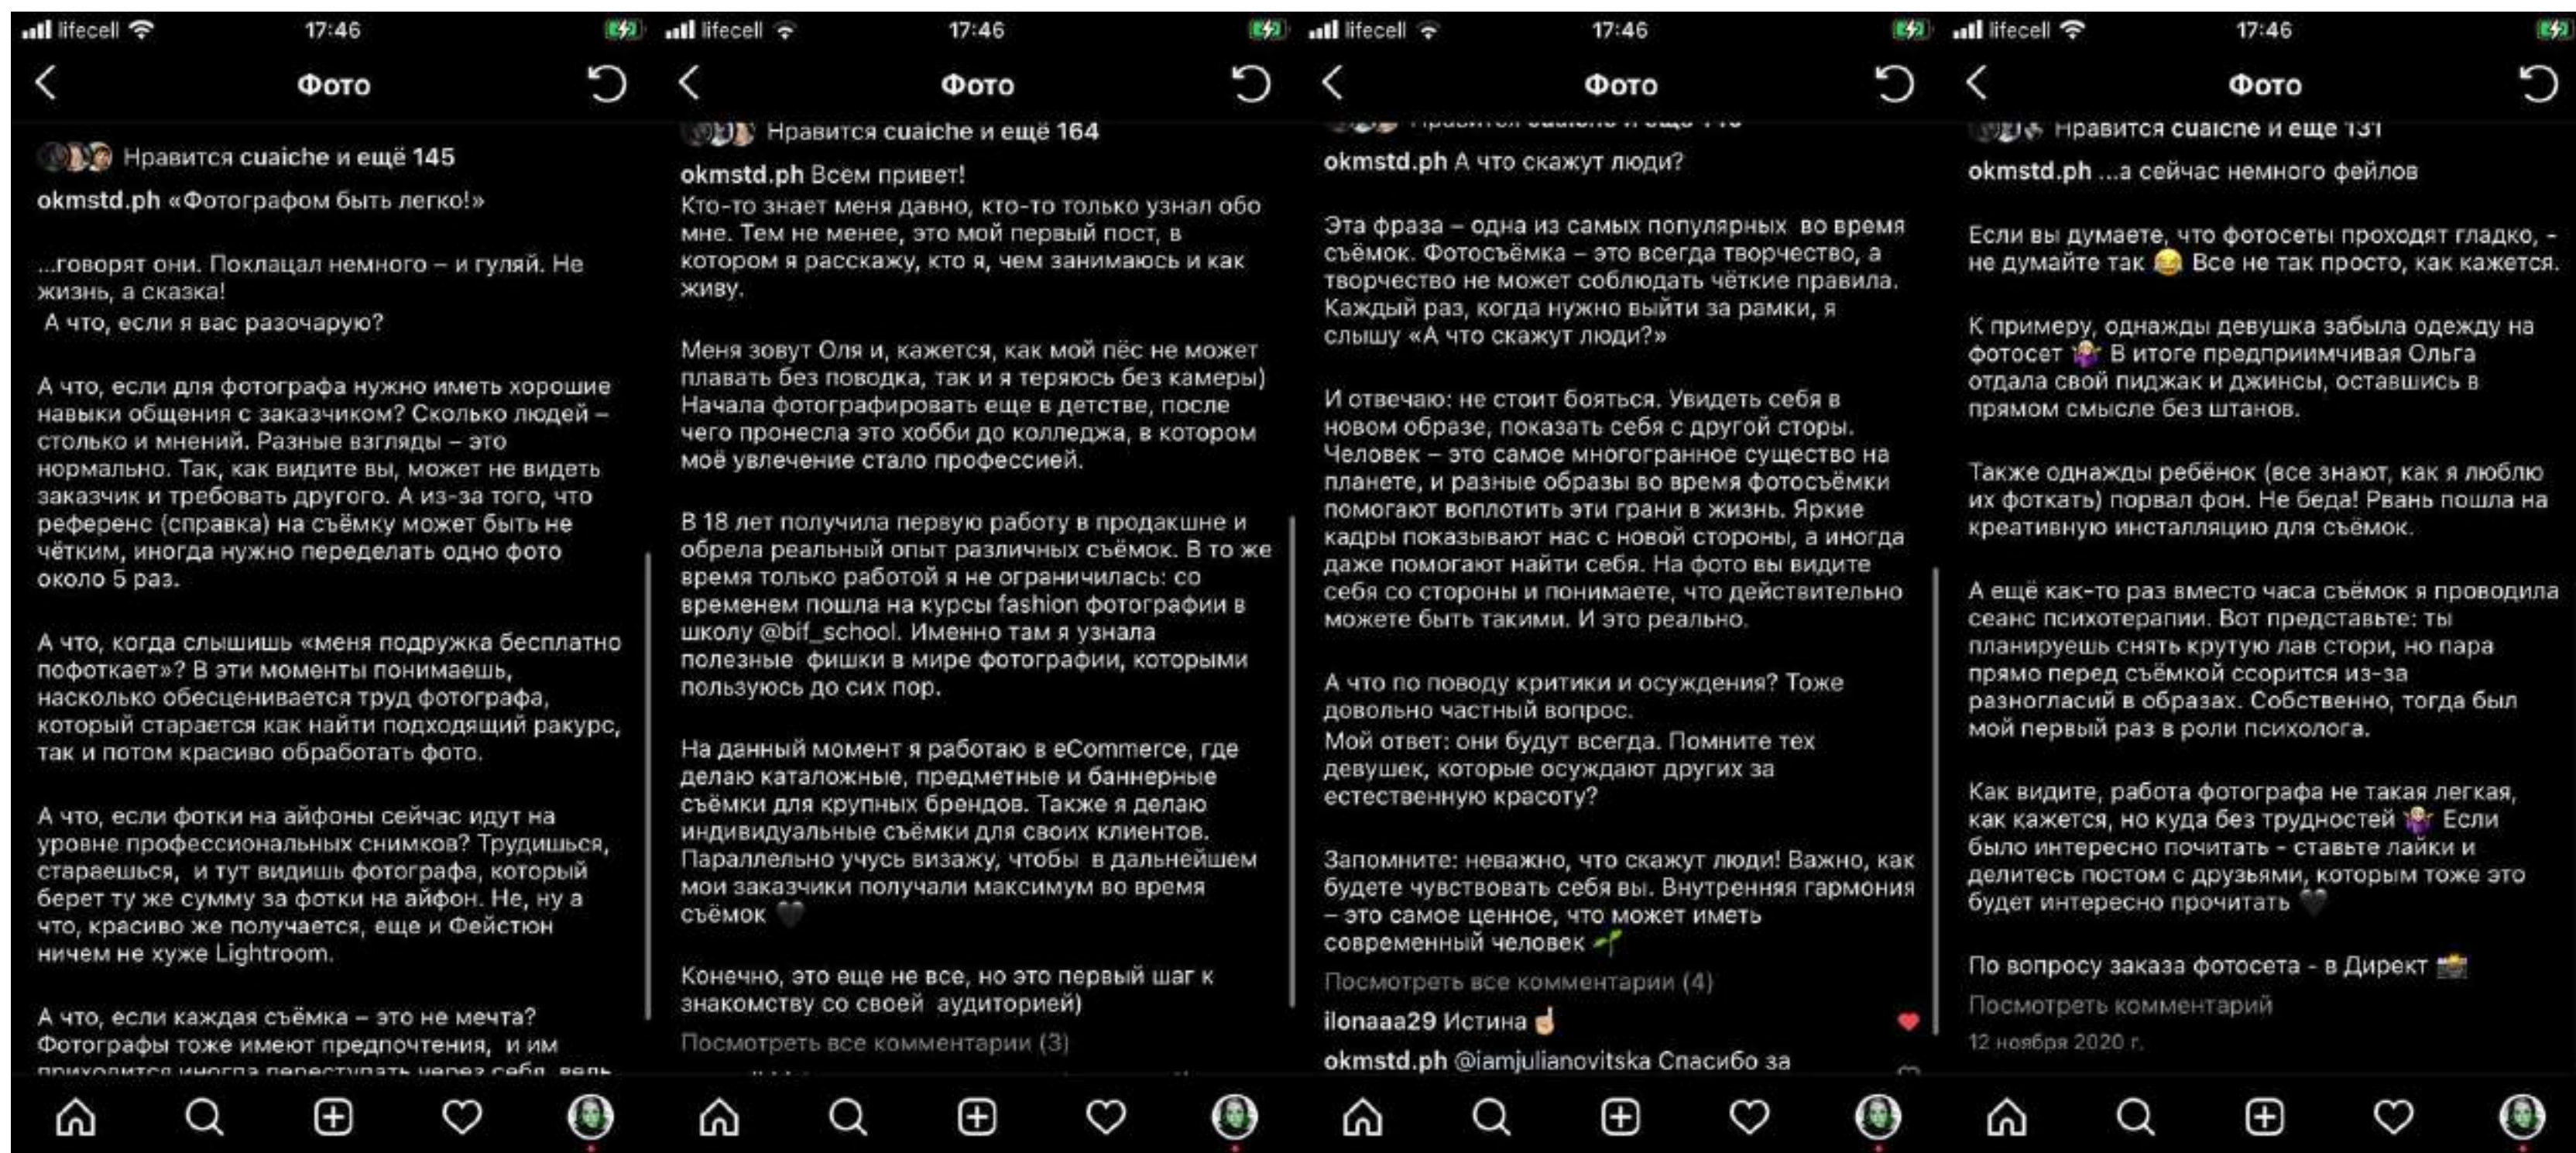 lifecell
17:46
Фото
Нравится cuaiche и ещё 145
okmstd.ph «Фотографом быть легко!»
...говорят они. Поклацал немного – и гуляй. Не
жизнь, а сказка!
А что, если я вас разочарую?
А что, если для фотографа нужно иметь хорошие
навыки общения с заказчиком? Сколько людей –
столько и мнений. Разные взгляды – это
нормально. Так, как видите вы, может не видеть
заказчик и требовать другого. А из-за того, что
референс (справка) на съёмку может быть не
чётким, иногда нужно переделать одно фото
около 5 раз.
А что, когда слышишь «меня подружка бесплатно
пофоткает»? В эти моменты понимаешь,
насколько обесценивается труд фотографа,
который старается как найти подходящий ракурс,
так и потом красиво обработать фото.
А что, если фотки на айфоны сейчас идут на
уровне профессиональных снимков? Трудишься,
стараешься, и тут видишь фотографа, который
берет ту же сумму за фотки на айфон. Не, ну а
что, красиво же получается, еще и Фейстюн
ничем не хуже Lightroom.
А что, если каждая съёмка – это не мечта?
Фотографы тоже имеют предпочтения, и им
приходится иногда переступать через себя, ведь
lifecell
17:46
Фото
Нравится cuaiche и ещё 164
okmstd.ph Всем привет!
Кто-то знает меня давно, кто-то только узнал обо
мне. Тем не менее, это мой первый пост, в
котором я расскажу, кто я, чем занимаюсь и как
живу.
Меня зовут Оля и, кажется, как мой пёс не может
плавать без поводка, так и я теряюсь без камеры)
Начала фотографировать еще в детстве, после
чего пронесла это хобби до колледжа, в котором
моё увлечение стало профессией.
В 18 лет получила первую работу в продакшне и
обрела реальный опыт различных съёмок. В то же
время только работой я не ограничилась: со
временем пошла на курсы fashion фотографии в
школу @bif_school. Именно там я узнала
полезные фишки в мире фотографии, которыми
пользуюсь до сих пор.
На данный момент я работаю в eCommerce, где
делаю каталожные, предметные и баннерные
съёмки для крупных брендов. Также я делаю
индивидуальные съёмки для своих клиентов.
Параллельно учусь визажу, чтобы в дальнейшем
мои заказчики получали максимум во время
съёмок 🖤
Конечно, это еще не все, но это первый шаг к
знакомству со своей аудиторией)
Посмотреть все комментарии (3)
lifecell
17:46
Фото
okmstd.ph А что скажут люди?
Эта фраза – одна из самых популярных во время
съёмок. Фотосъёмка – это всегда творчество, а
творчество не может соблюдать чёткие правила.
Каждый раз, когда нужно выйти за рамки, я
слышу «А что скажут люди?»
И отвечаю: не стоит бояться. Увидеть себя в
новом образе, показать себя с другой сторы.
Человек – это самое многогранное существо на
планете, и разные образы во время фотосъёмки
помогают воплотить эти грани в жизнь. Яркие
кадры показывают нас с новой стороны, а иногда
даже помогают найти себя. На фото вы видите
себя со стороны и понимаете, что действительно
можете быть такими. И это реально.
А что по поводу критики и осуждения? Тоже
довольно частный вопрос.
Мой ответ: они будут всегда. Помните тех
девушек, которые осуждают других за
естественную красоту?
Запомните: неважно, что скажут люди! Важно, как
будете чувствовать себя вы. Внутренняя гармония
– это самое ценное, что может иметь
современный человек 🌱
Посмотреть все комментарии (4)
ilonaaa29 Истина ☝🏼
okmstd.ph @iamjulianovitska Спасибо за
lifecell
17:46
Фото
Нравится cuaiche и ещё 131
okmstd.ph ...а сейчас немного фейлов
Если вы думаете, что фотосеты проходят гладко, -
не думайте так 😂 Все не так просто, как кажется.
К примеру, однажды девушка забыла одежду на
фотосет 🤷🏼‍♀️ В итоге предприимчивая Ольга
отдала свой пиджак и джинсы, оставшись в
прямом смысле без штанов.
Также однажды ребёнок (все знают, как я люблю
их фоткать) порвал фон. Не беда! Рвань пошла на
креативную инсталляцию для съёмок.
А ещё как-то раз вместо часа съёмок я проводила
сеанс психотерапии. Вот представьте: ты
планируешь снять крутую лав стори, но пара
прямо перед съёмкой ссорится из-за
разногласий в образах. Собственно, тогда был
мой первый раз в роли психолога.
Как видите, работа фотографа не такая легкая,
как кажется, но куда без трудностей 🤷🏼‍♀️ Если
было интересно почитать - ставьте лайки и
делитесь постом с друзьями, которым тоже это
будет интересно прочитать 🖤
По вопросу заказа фотосета - в Директ 📸
Посмотреть комментарий
12 ноября 2020 г.